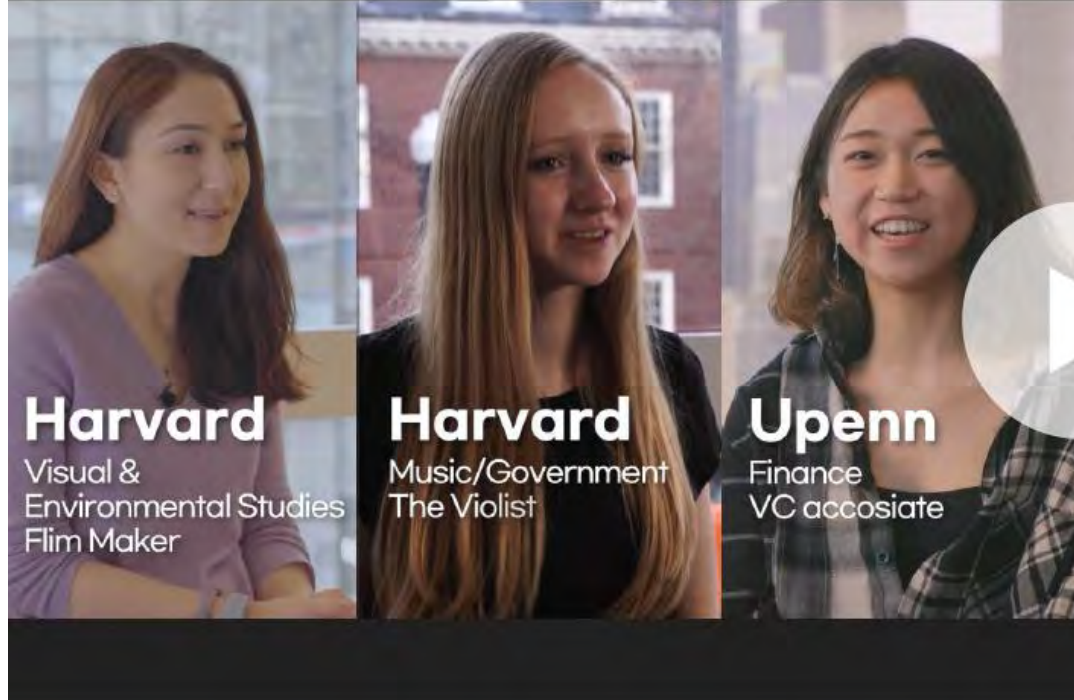 Harvard
Visual &
Environmental Studies
Flim Maker
Harvard
Music/Government
The Violist
Upenn
Finance
VC accosiate